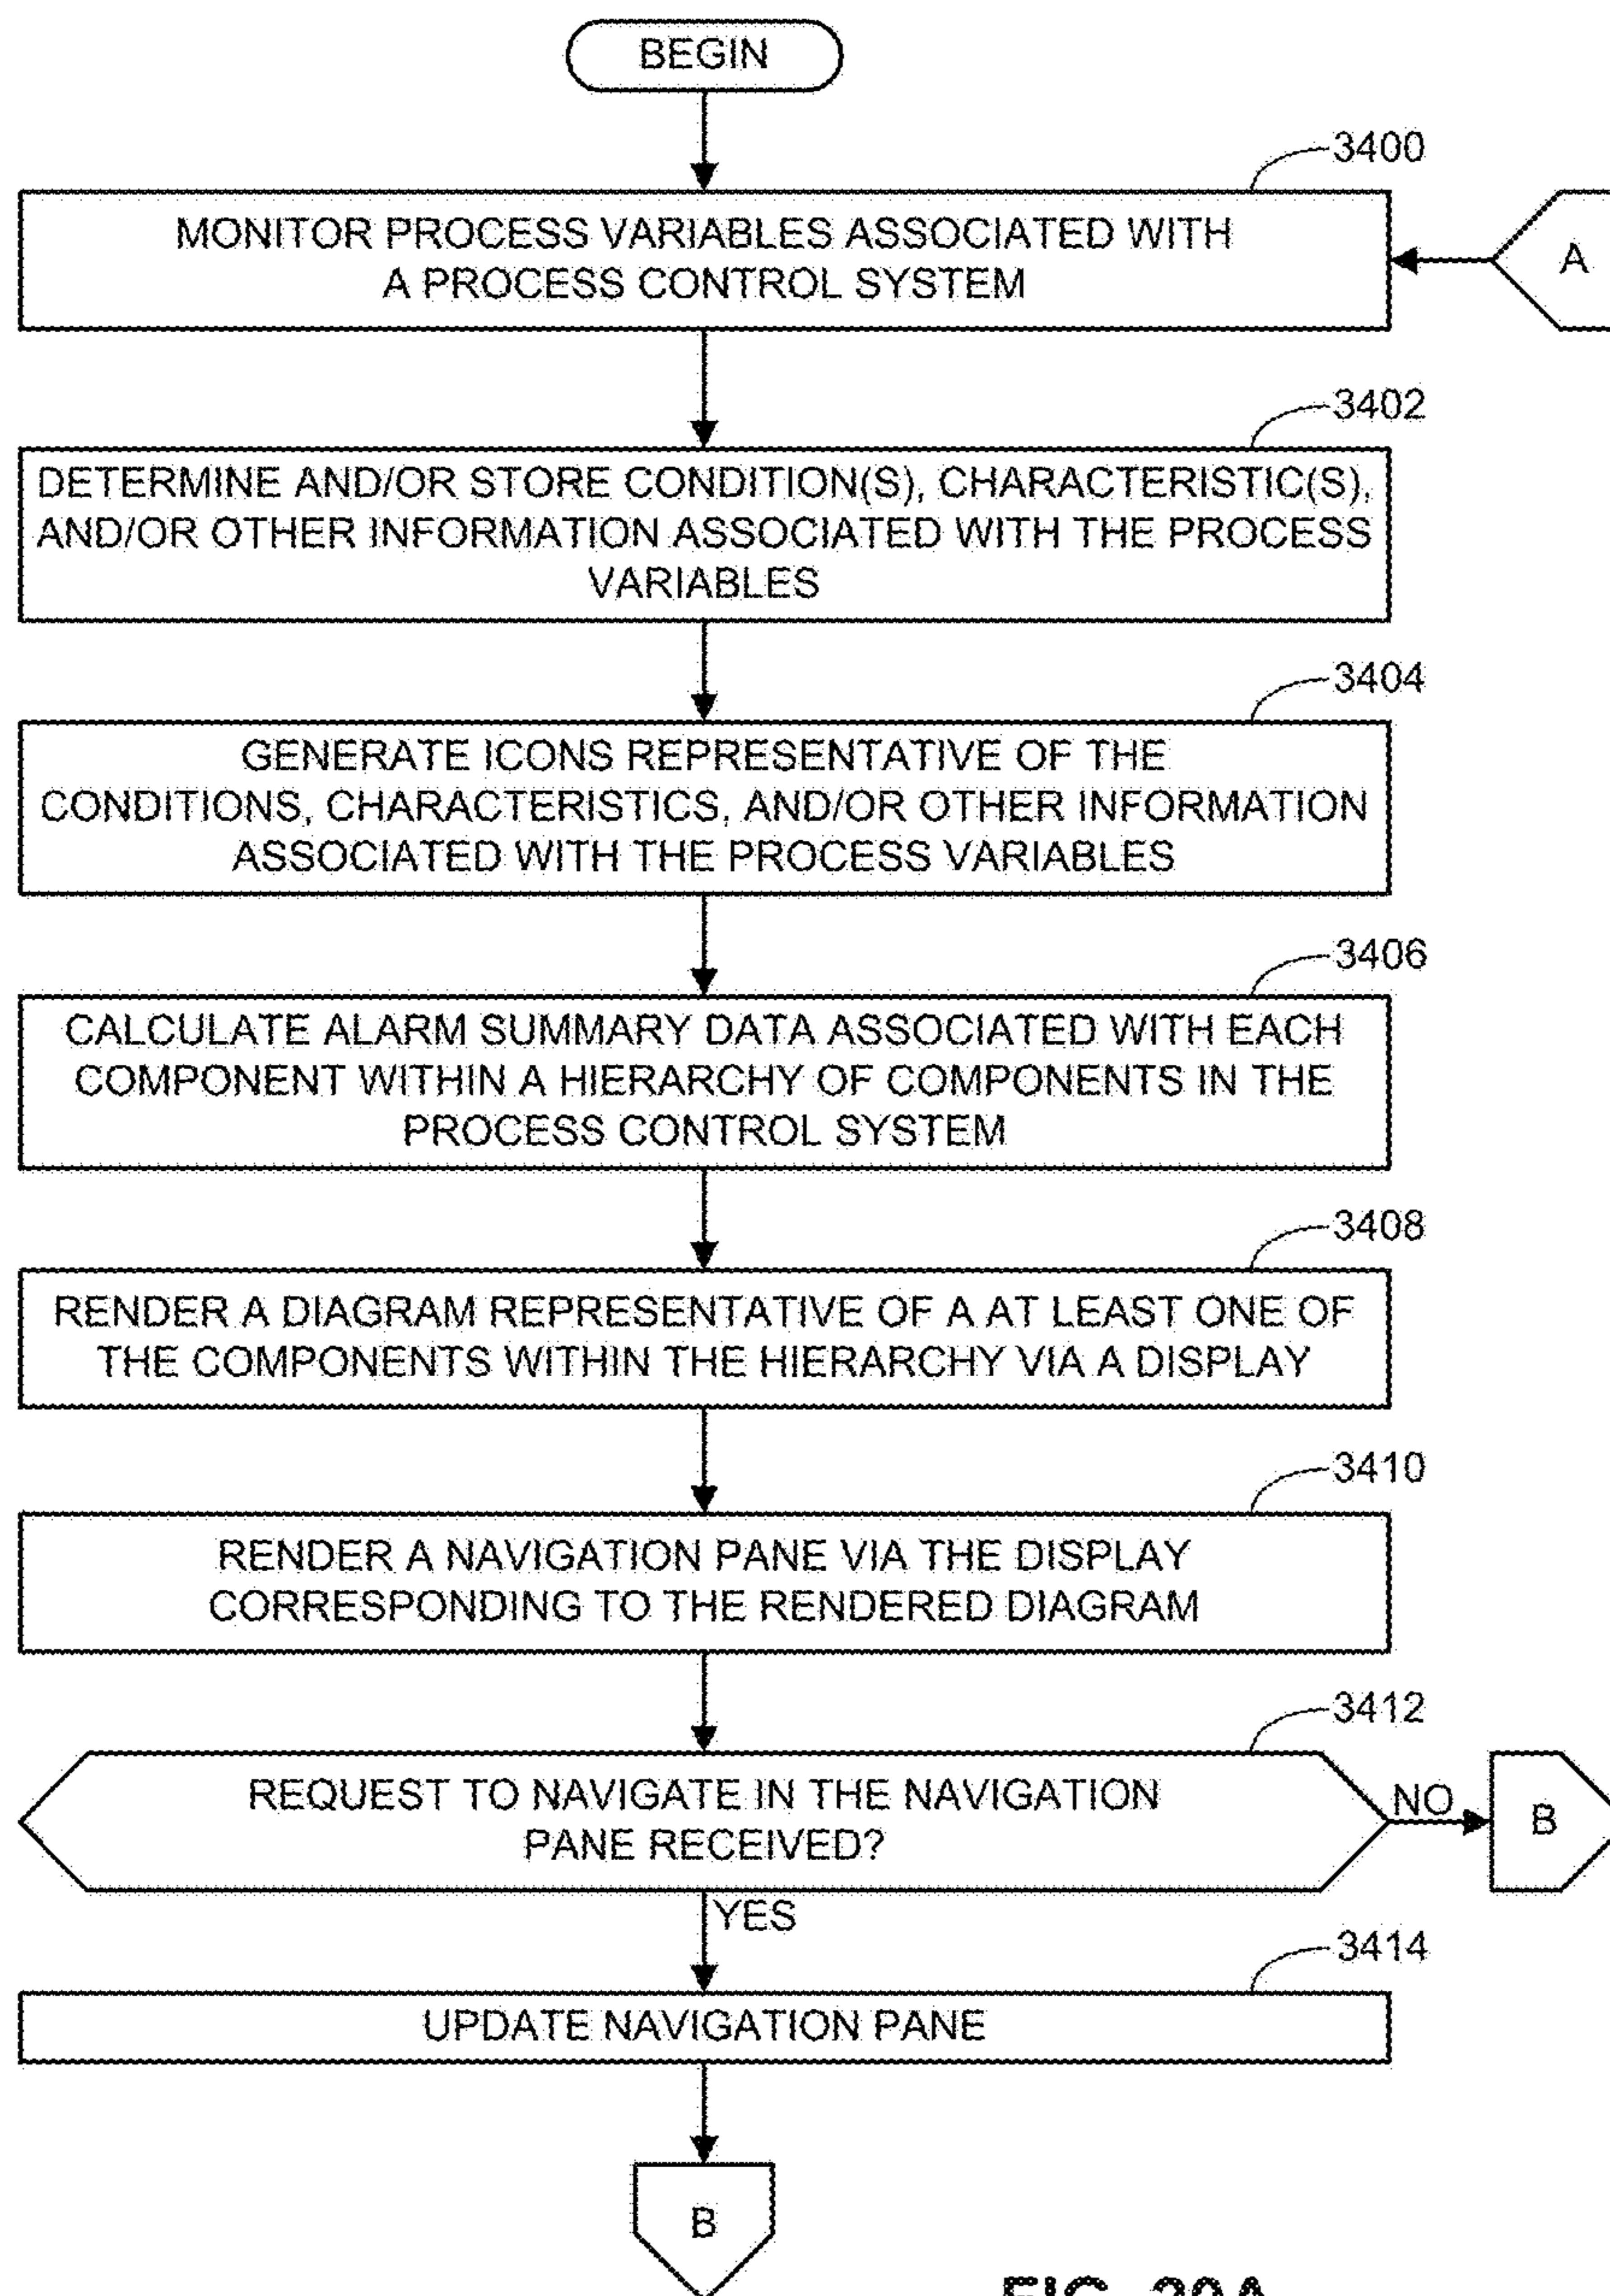 BEGIN
3400
MONITOR PROCESS VARIABLES ASSOCIATED WITH
A PROCESS CONTROL SYSTEM
A
3402
DETERMINE AND/OR STORE CONDITION(S), CHARACTERISTIC(S),
AND/OR OTHER INFORMATION ASSOCIATED WITH THE PROCESS
VARIABLES
3404
GENERATE ICONS REPRESENTATIVE OF THE
CONDITIONS, CHARACTERISTICS, AND/OR OTHER INFORMATION
ASSOCIATED WITH THE PROCESS VARIABLES
3406
CALCULATE ALARM SUMMARY DATA ASSOCIATED WITH EACH
COMPONENT WITHIN A HIERARCHY OF COMPONENTS IN THE
PROCESS CONTROL SYSTEM
3408
RENDER A DIAGRAM REPRESENTATIVE OF A AT LEAST ONE OF
THE COMPONENTS WITHIN THE HIERARCHY VIA A DISPLAY
3410
RENDER A NAVIGATION PANE VIA THE DISPLAY
CORRESPONDING TO THE RENDERED DIAGRAM
3412
REQUEST TO NAVIGATE IN THE NAVIGATION
PANE RECEIVED?
NO
B
YES
3414
UPDATE NAVIGATION PANE
B
FIG.